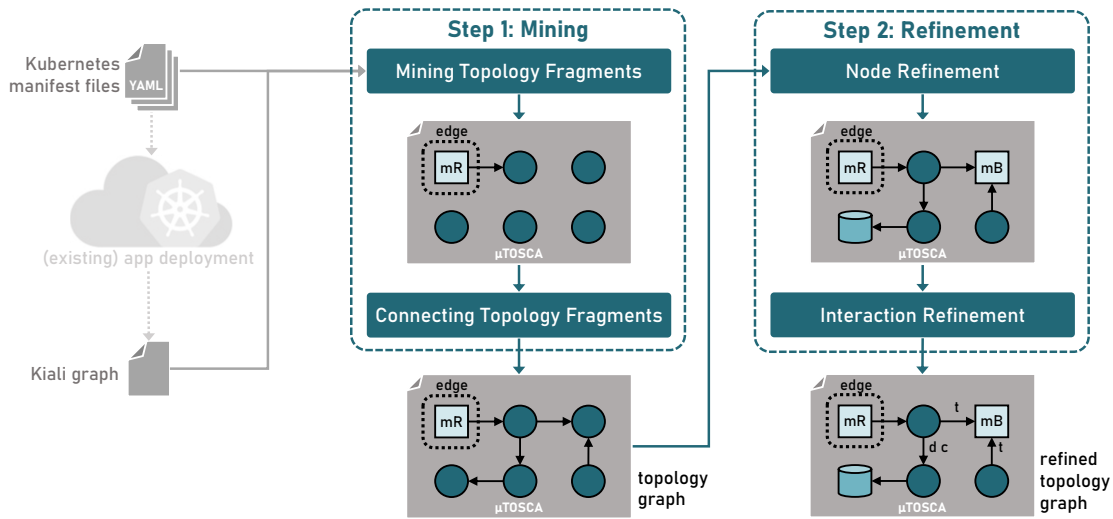 Kubernetes
manifest files
YAML
(existing) app deployment
Kiali graph
Step 1: Mining
Mining Topology Fragments
edge
mR
μTOSCA
Connecting Topology Fragments
edge
mR
μTOSCA
topology
graph
Step 2: Refinement
Node Refinement
edge
mR
mB
μTOSCA
Interaction Refinement
edge
mR
t
mB
d c
t
μTOSCA
refined
topology
graph